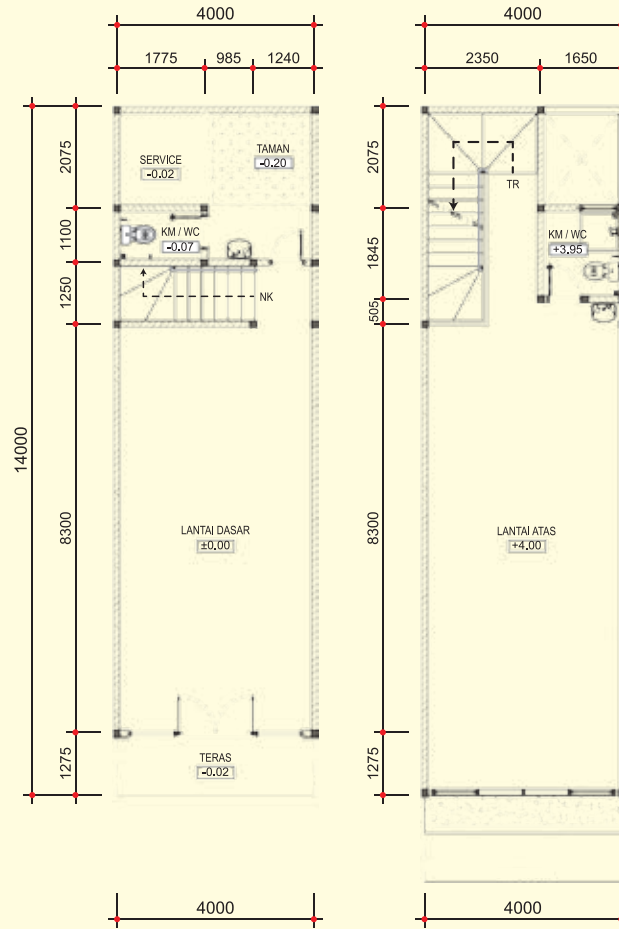 4000
4000
1775 985 1240
2350 1650
2075
1100
1250
14000
8300
1275
SERVICE
-0.02
TAMAN
-0.20
KM / WC
-0.07
NK
LANTAI DASAR
±0.00
TERAS
-0.02
4000
2075
1845
505
8300
1275
TR
KM / WC
+3.95
LANTAI ATAS
+4.00
4000